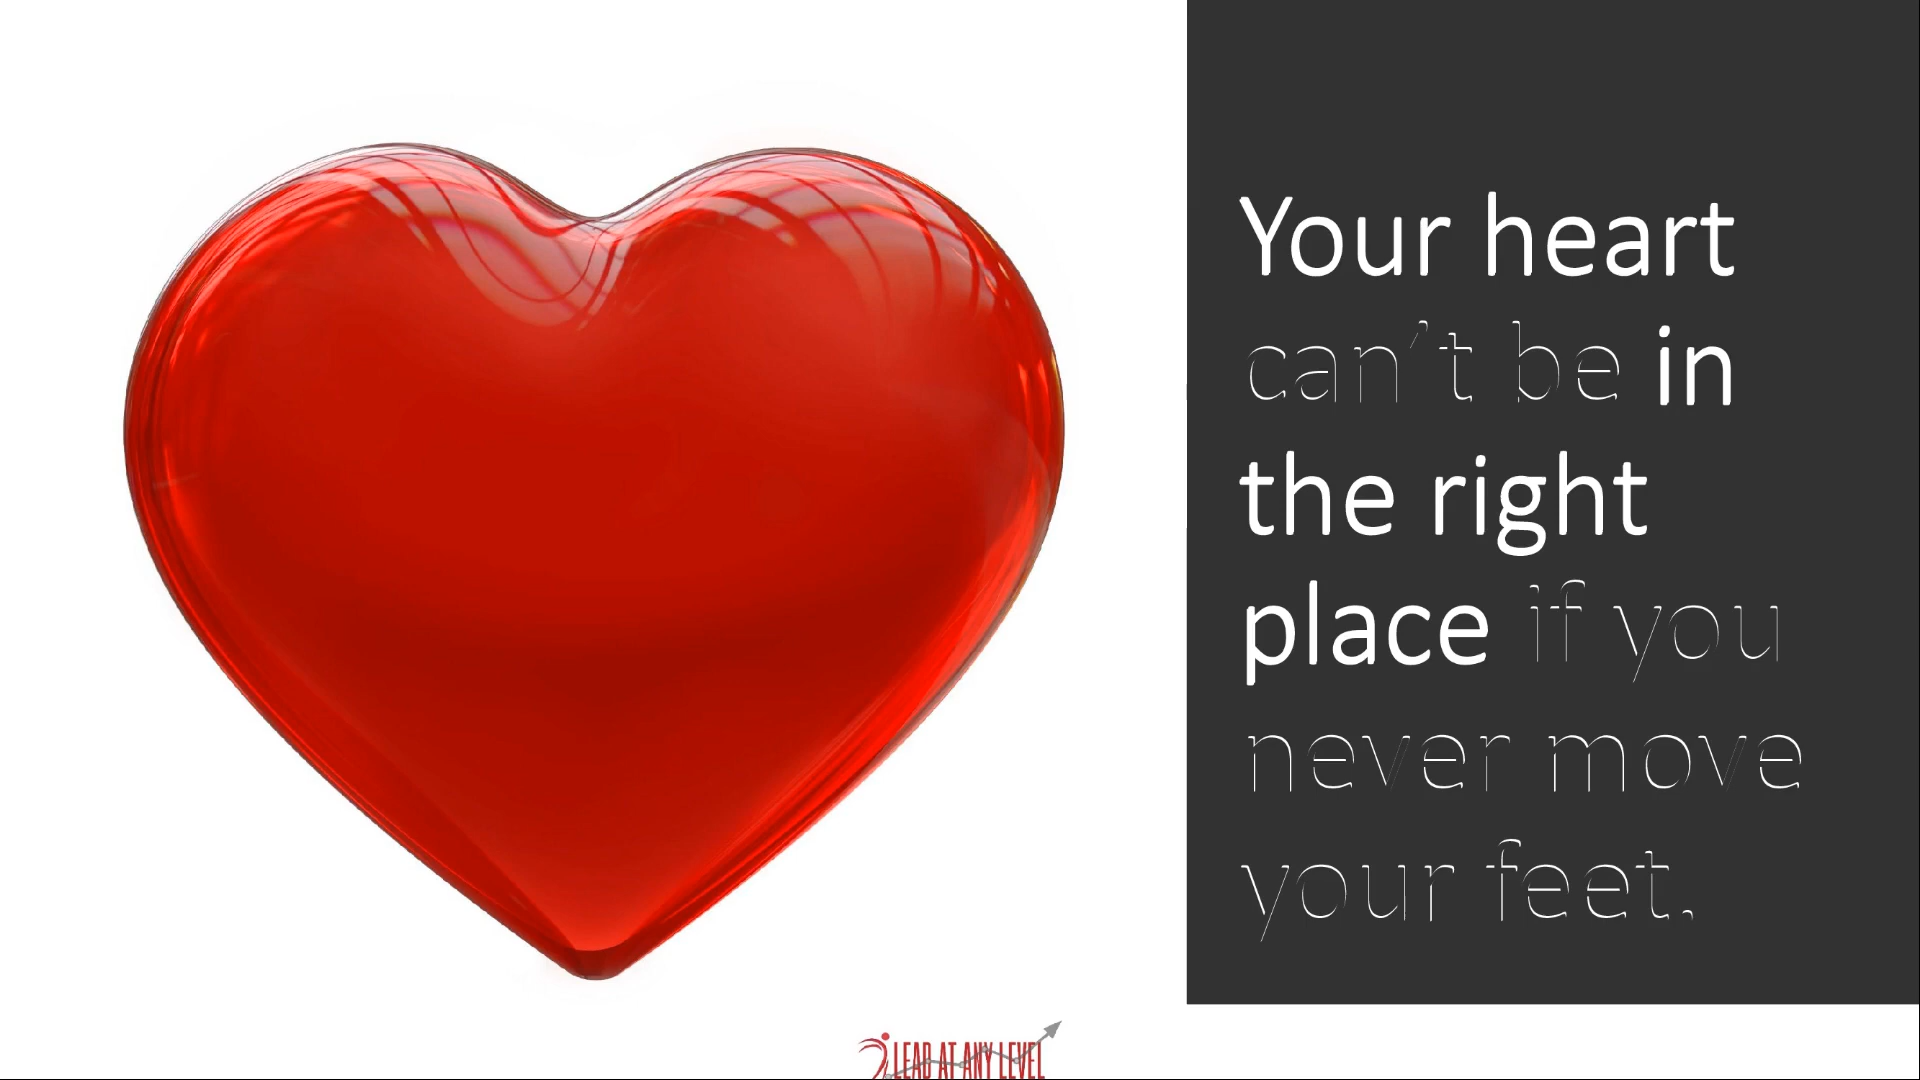 Your heart
can’t be in
the right
place if you
never move
your feet.
LEAD AT ANY LEVEL